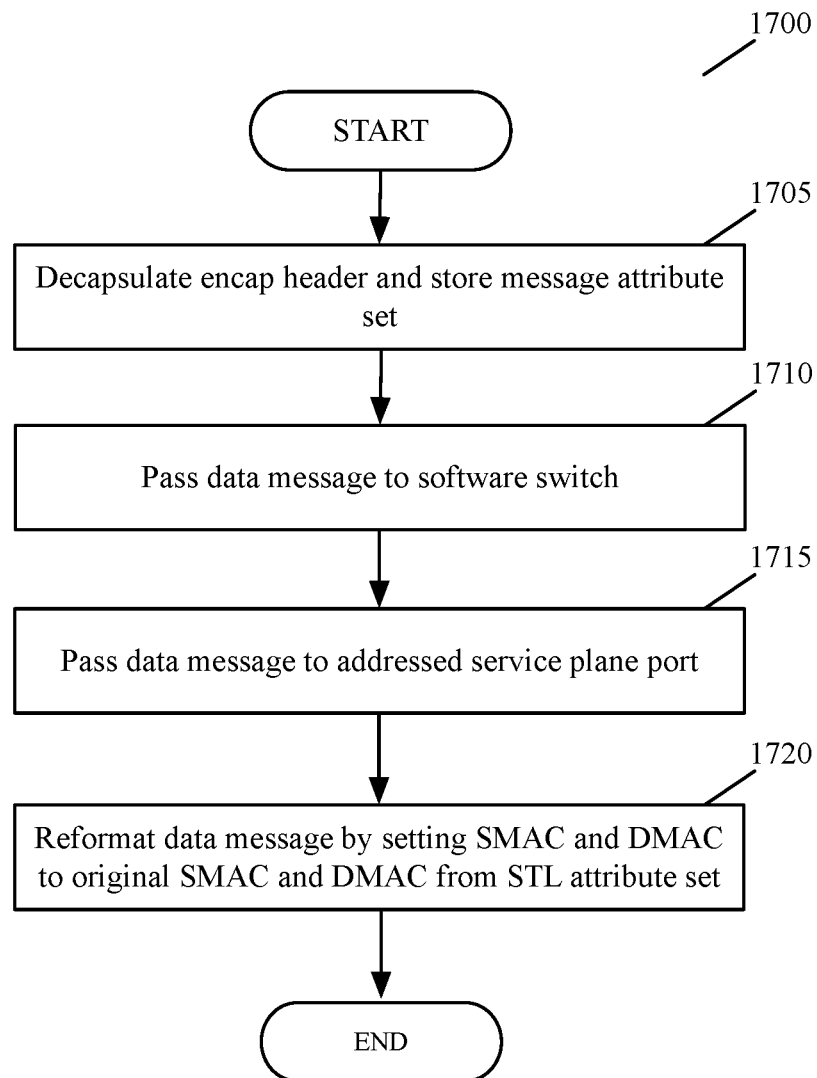 1700
START
1705
Decapsulate encap header and store message attribute
set
1710
Pass data message to software switch
1715
Pass data message to addressed service plane port
1720
Reformat data message by setting SMAC and DMAC
to original SMAC and DMAC from STL attribute set
END